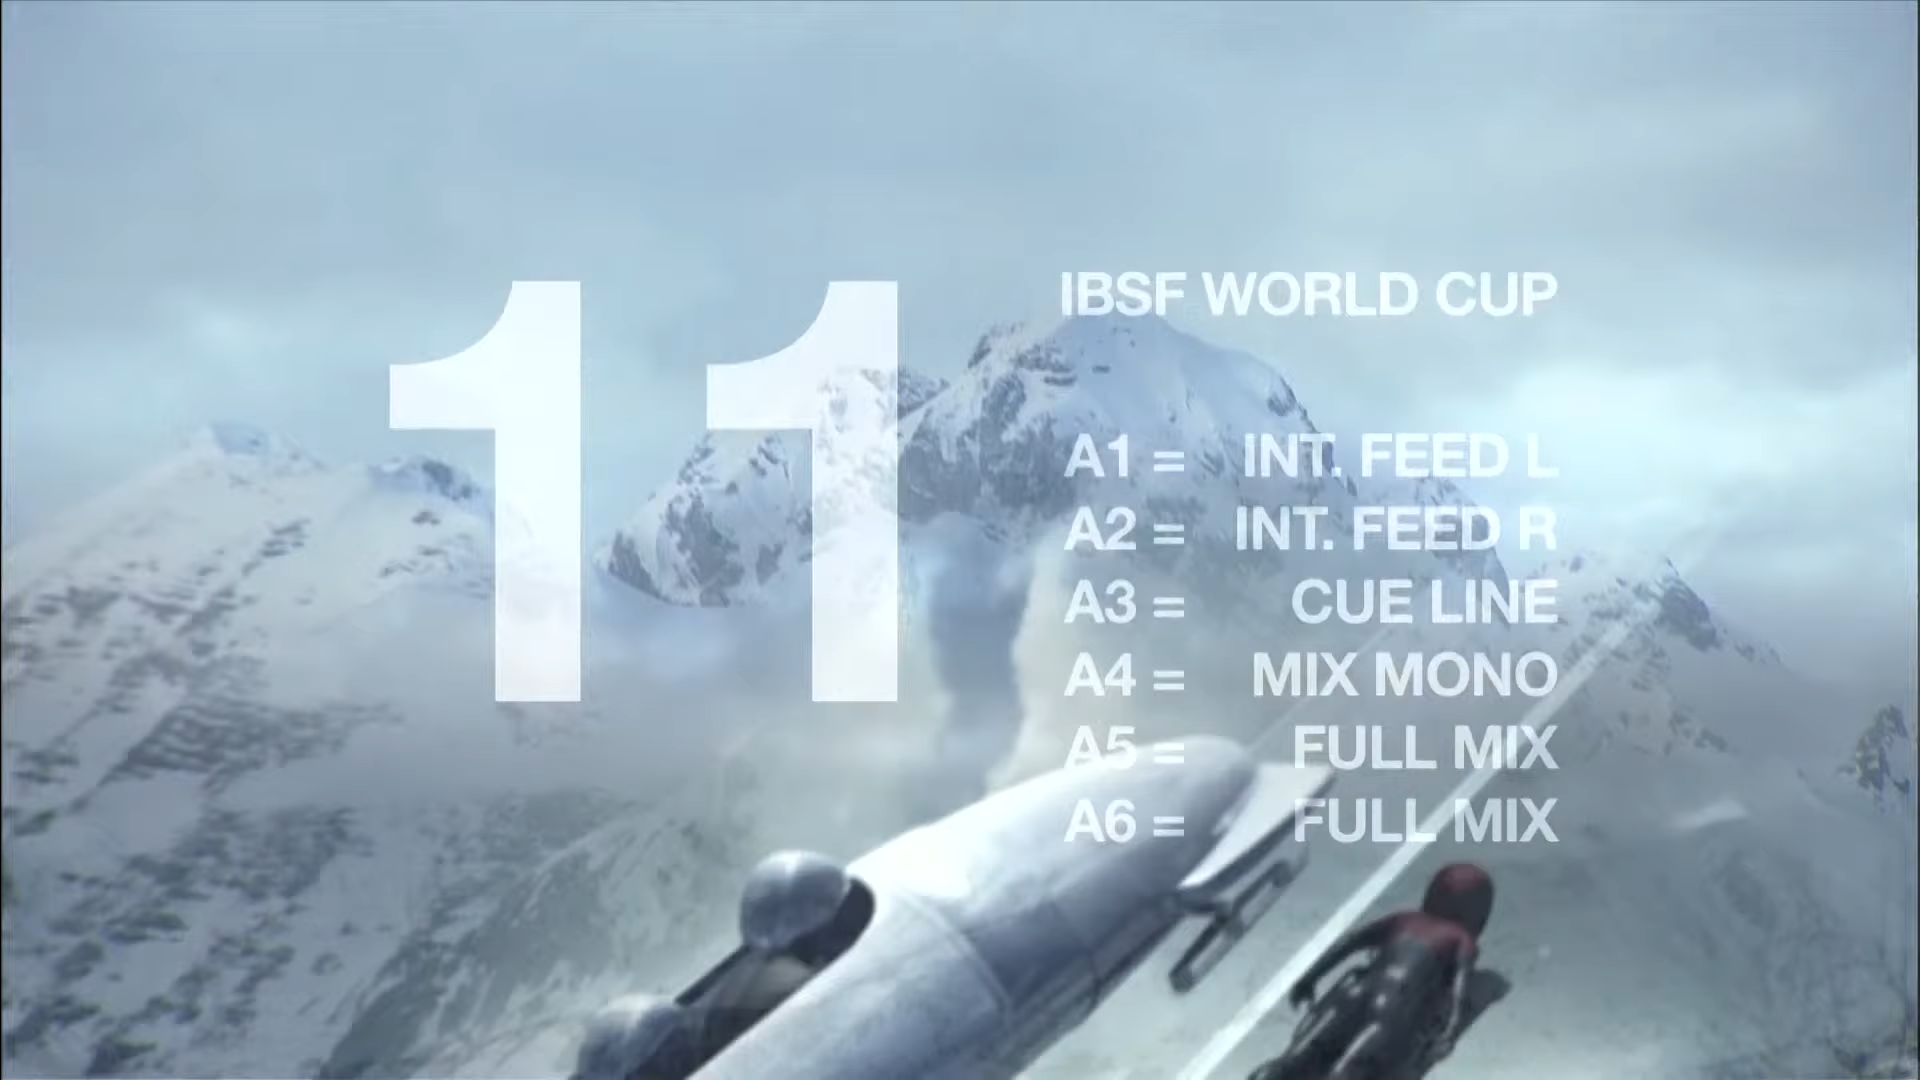 11
IBSF WORLD CUP
A1 = INT. FEED L
A2 = INT. FEED R
A3 = CUE LINE
A4 = MIX MONO
A5 = FULL MIX
A6 = FULL MIX